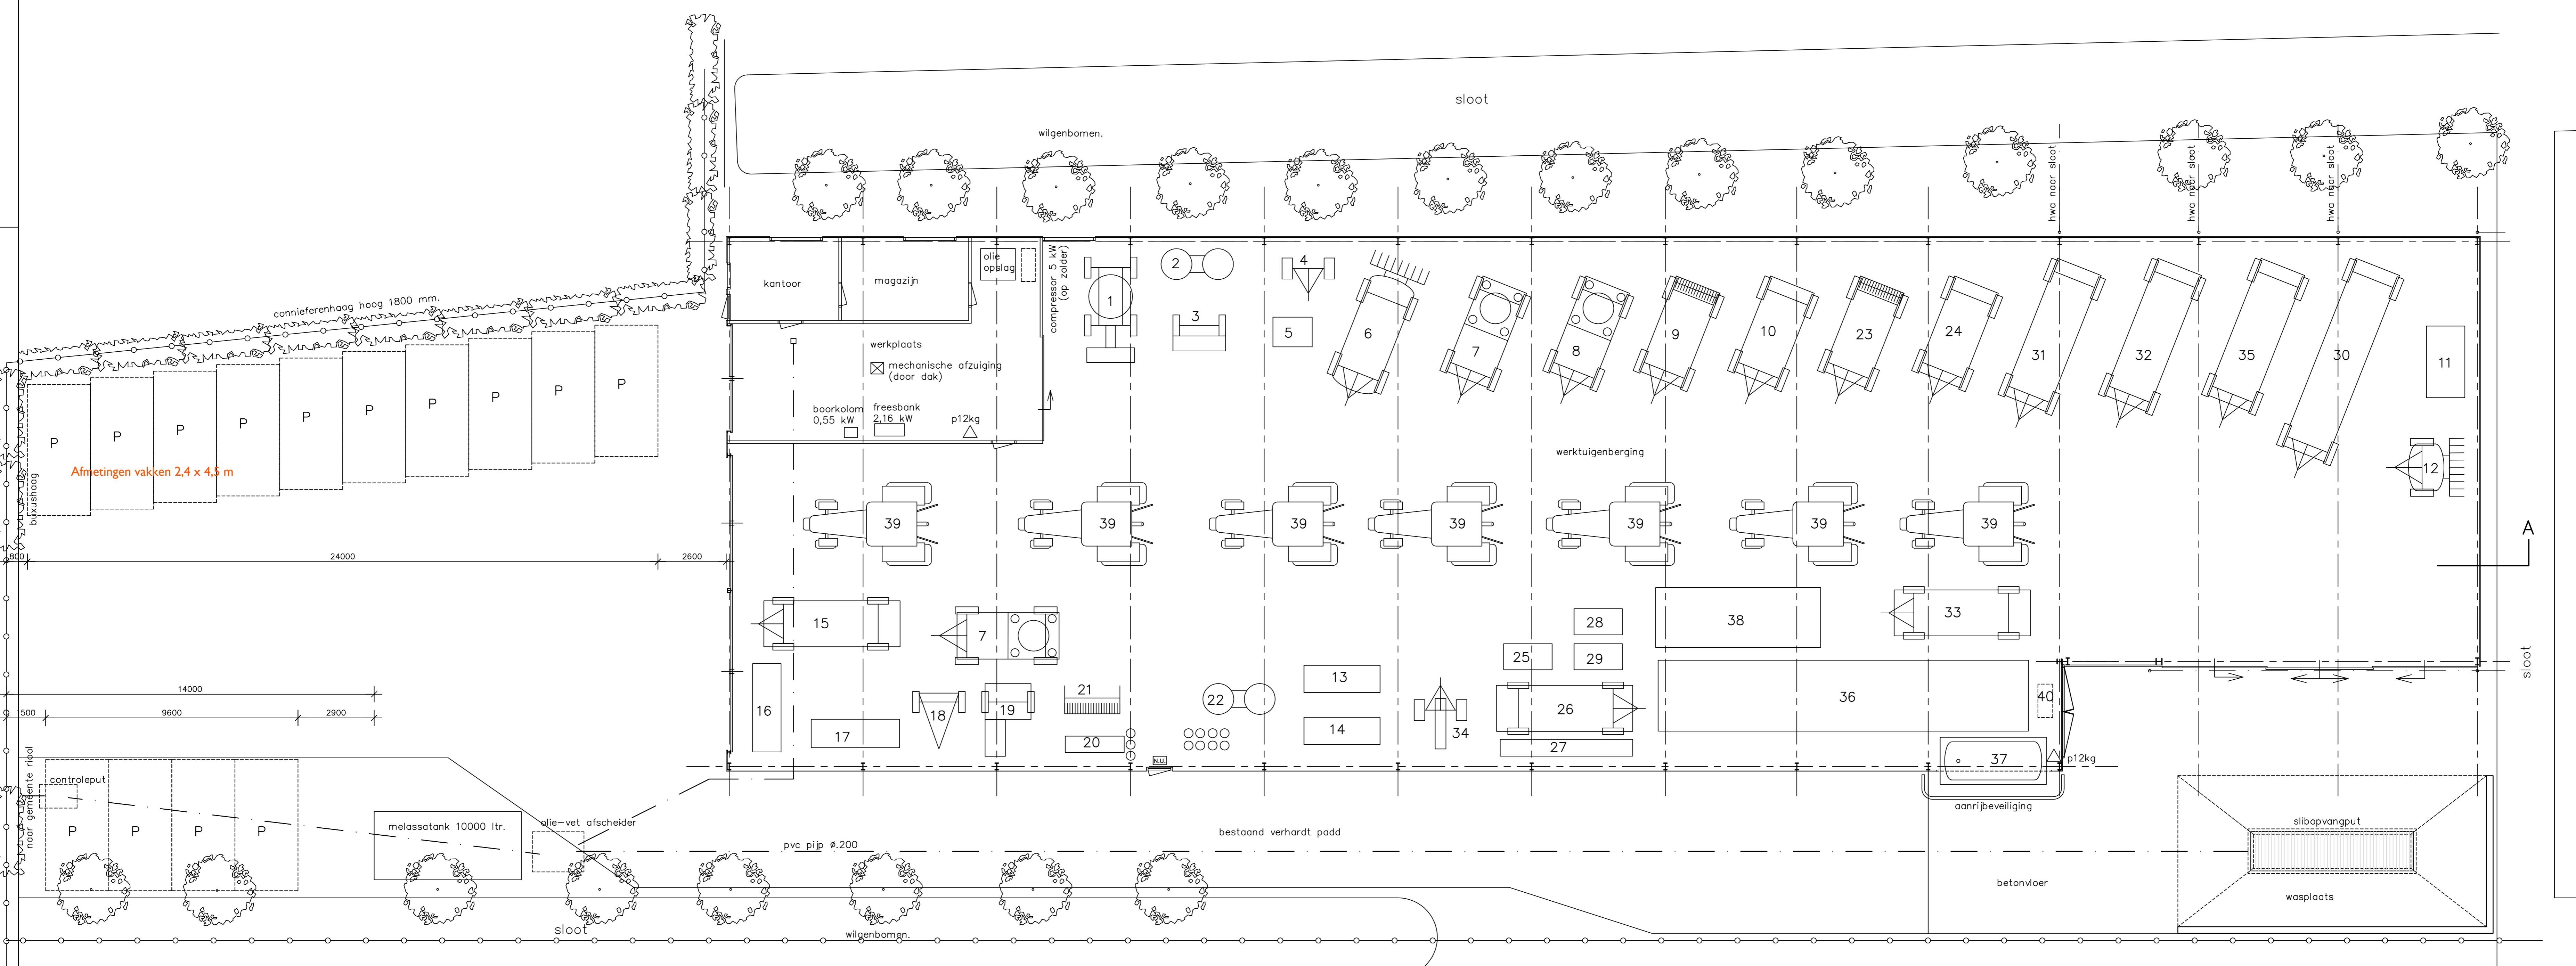 sloot
wilgenbomen.
hwa naar sloot
hwa naar sloot
hwa naar sloot
connieferenhaag hoog 1800 mm.
kantoor
magazijn
olie
opslag
compressor 5 kW
(op zolder)
1
2
3
4
5
6
7
8
9
10
23
24
31
32
35
30
11
12
werkplaats
mechanische afzuiging
(door dak)
boorkolom
0,55 kW
freesbank
2,16 kW
p12kg
werktuigenberging
P
P
P
P
P
P
P
P
P
P
Afmetingen vakken 2,4 x 4,5 m
buxushaag
800
24000
2600
39
39
39
39
39
39
39
A
15
7
28
38
33
25
29
16
17
18
19
21
20
22
13
14
34
26
27
36
40
37
N.U.
p12kg
sloot
14000
1500
9600
2900
naar gemeente riool
controleput
P
P
P
P
melassatank 10000 ltr.
olie-vet afscheider
pvc pijp ø.200
bestaand verhardt padd
aanrijbeveiliging
slibopvangput
betonvloer
wasplaats
sloot
wilgenbomen.